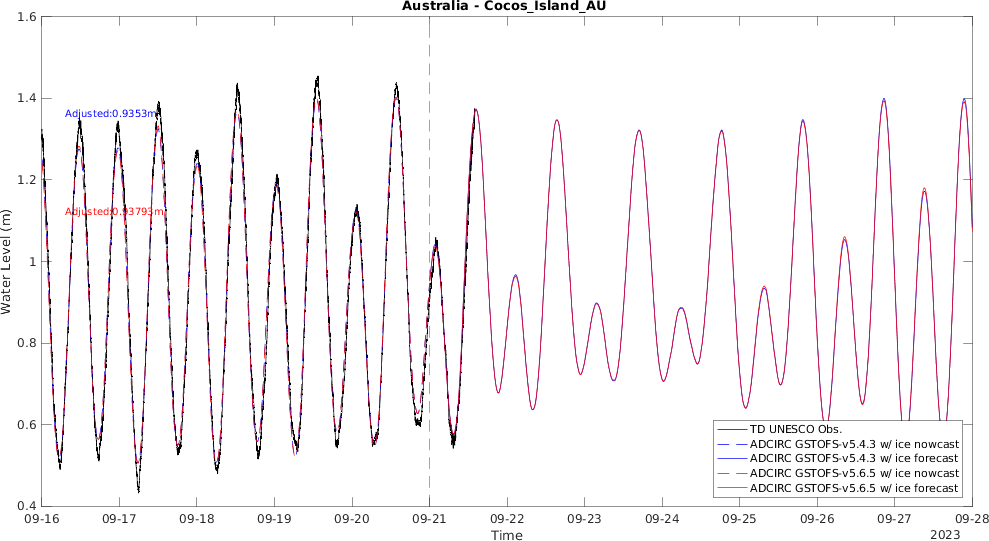 Australia - Cocos_Island_AU
1.6
1.4
1.2
1
0.8
0.6
0.4
Water Level (m)
Adjusted:0.9353m
Adjusted:0.93793m
TD UNESCO Obs.
ADCIRC GSTOFS-v5.4.3 w/ ice nowcast
ADCIRC GSTOFS-v5.4.3 w/ ice forecast
ADCIRC GSTOFS-v5.6.5 w/ ice nowcast
ADCIRC GSTOFS-v5.6.5 w/ ice forecast
09-16 09-17 09-18 09-19 09-20 09-21 09-22 09-23 09-24 09-25 09-26 09-27 09-28
Time
2023